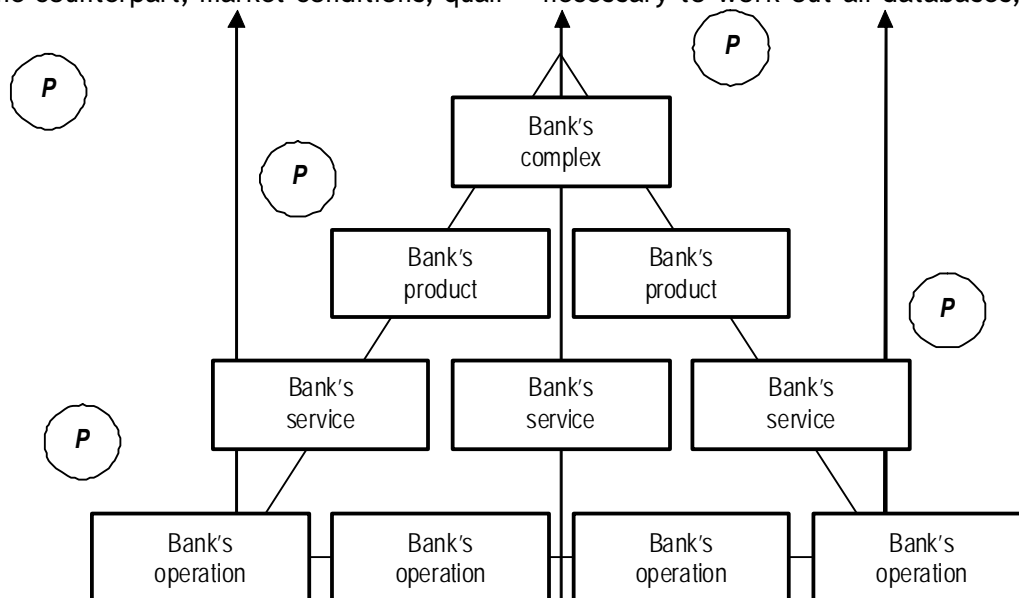 counterpart, market conditions, quali-
necessary to work out all databases,
P
P
Bank's
complex
P
Bank's
product
Bank's
product
P
Bank's
service
Bank's
service
Bank's
service
P
Bank's
operation
Bank's
operation
Bank's
operation
Bank's
operation